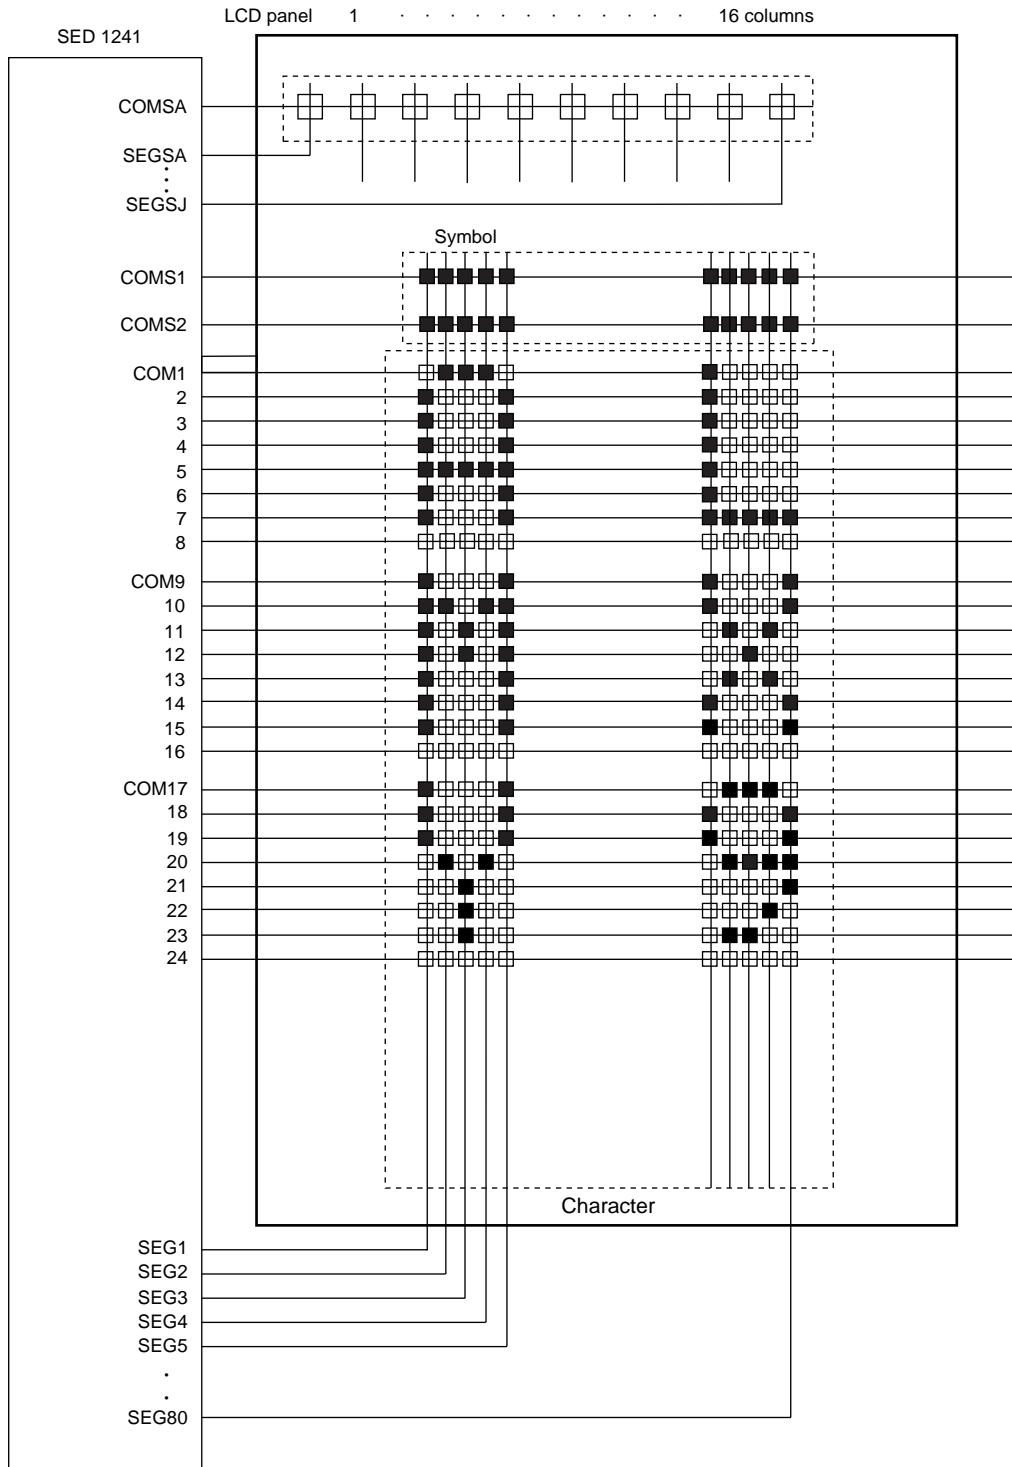 LCD panel 1 . . . . . . . . . . . . 16 columns
SED 1241
COMSA
SEGSA
SEGSJ
Symbol
COMS1
COMS2
COM1
2
3
4
5
6
7
8
COM9
10
11
12
13
14
15
16
COM17
18
19
20
21
22
23
24
Character
SEG1
SEG2
SEG3
SEG4
SEG5
SEG80